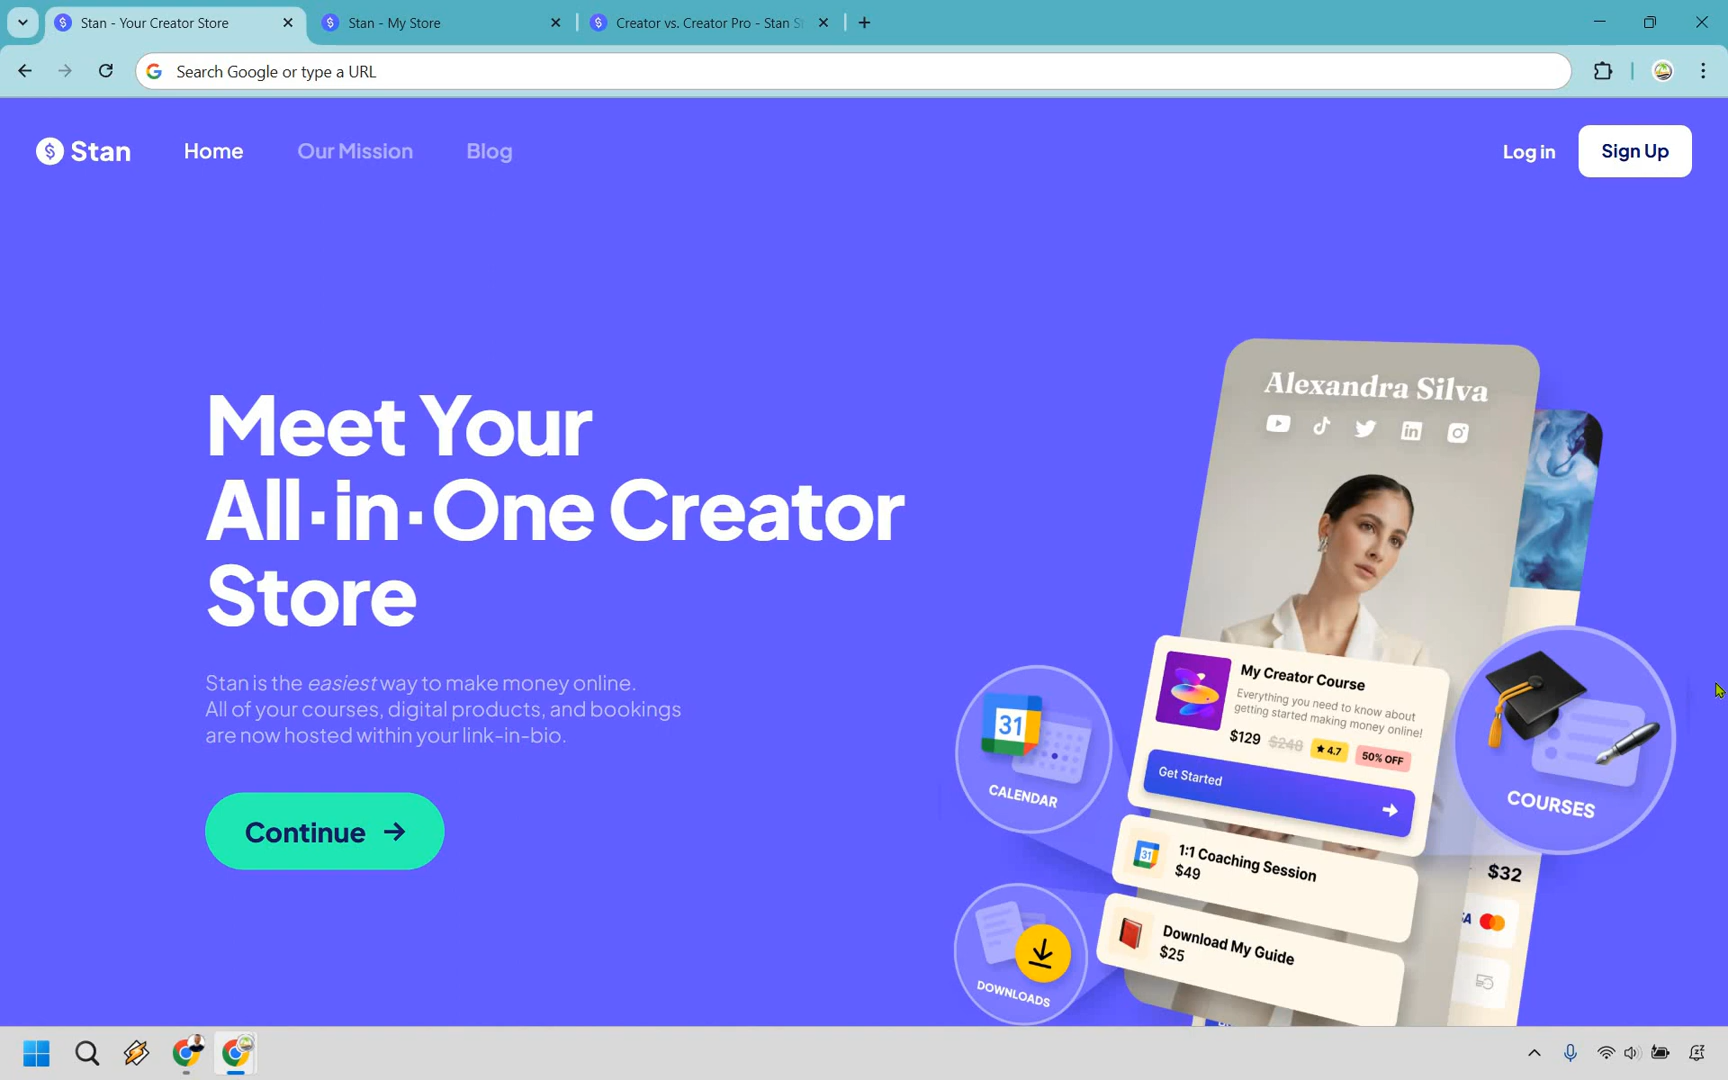 Stan - Your Creator Store
Stan - My Store
Creator vs. Creator Pro - Stan S
Search Google or type a URL
Stan
Home
Our Mission
Blog
Log in
Sign Up
Meet Your
All·in·One Creator
Store
Stan is the easiest way to make money online.
All of your courses, digital products, and bookings
are now hosted within your link-in-bio.
Continue →
Alexandra Silva
My Creator Course
Everything you need to know about
getting started making money online!
$129 $240 ★ 4.7 50% OFF
Get Started
31
CALENDAR
COURSES
31
1:1 Coaching Session
$49
$32
Download My Guide
$25
DOWNLOADS